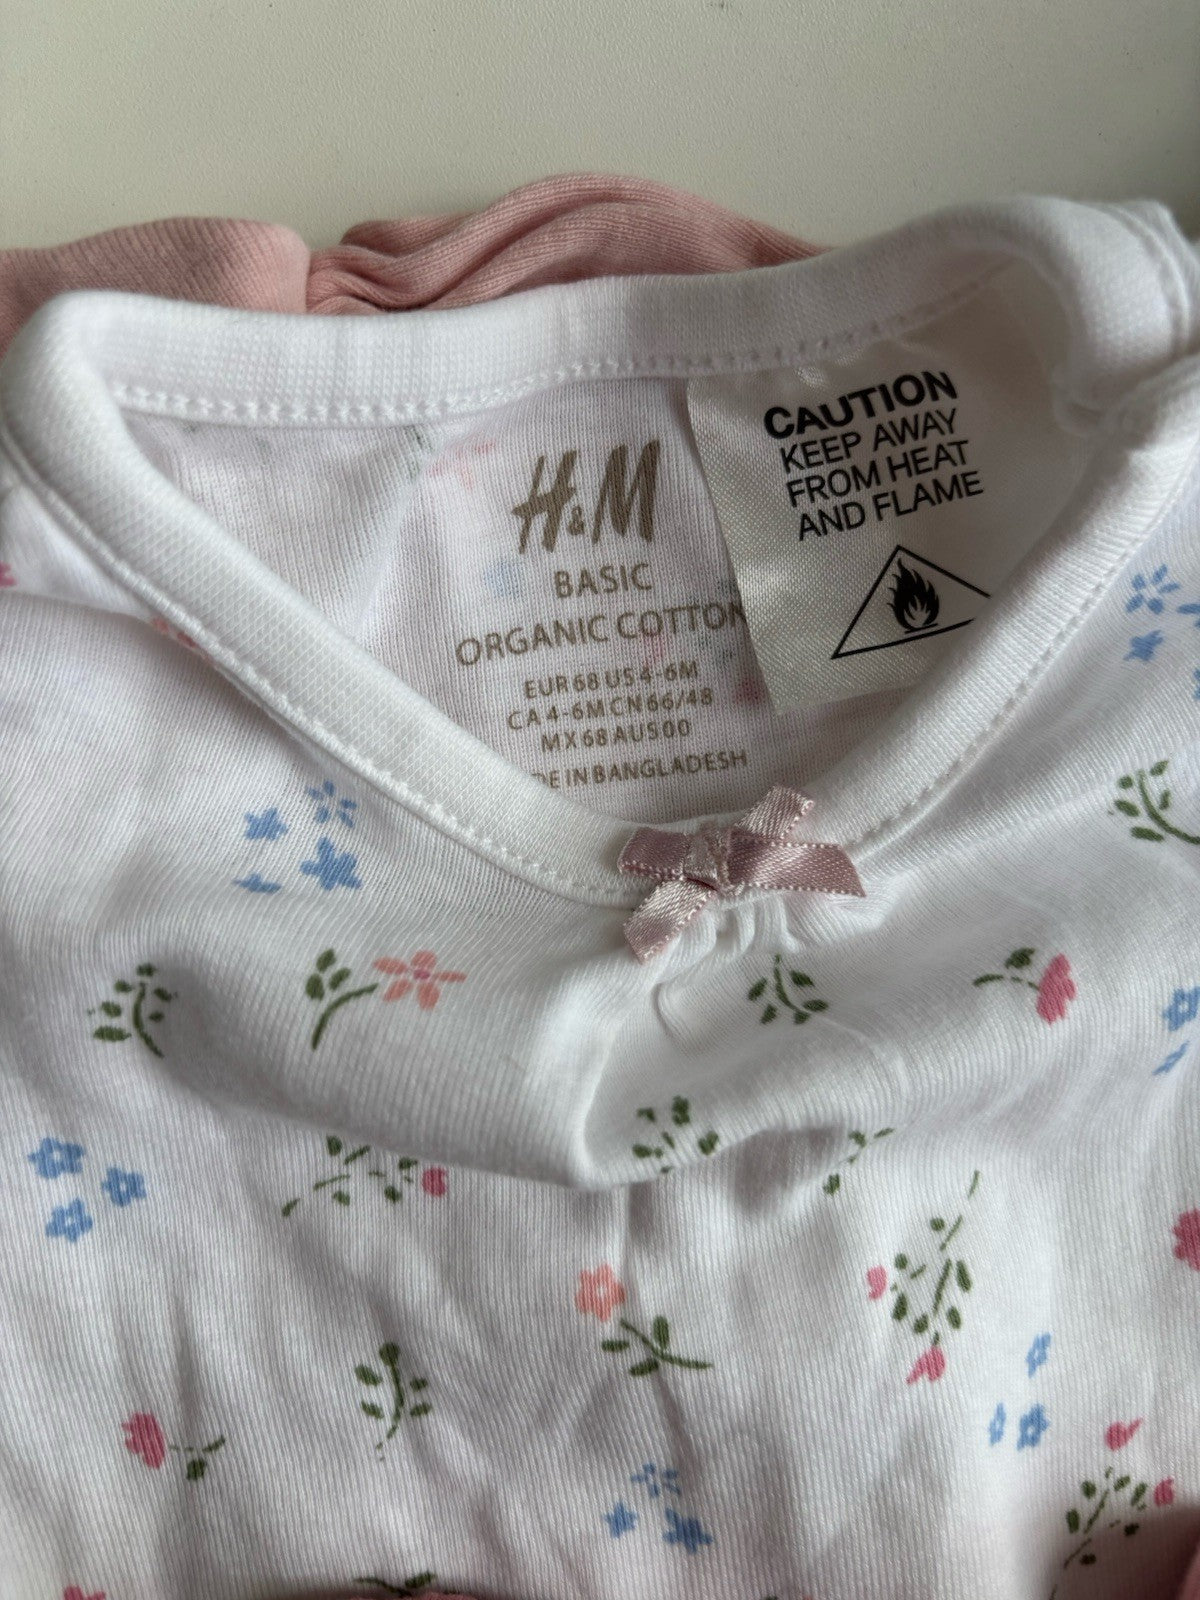 H&M
BASIC
ORGANIC COTTON
EUR 68 US 4-6M
CA 4-6M CN 66/48
MX 68 AUS 00
DE IN BANGLADESH
CAUTION
KEEP AWAY
FROM HEAT
AND FLAME